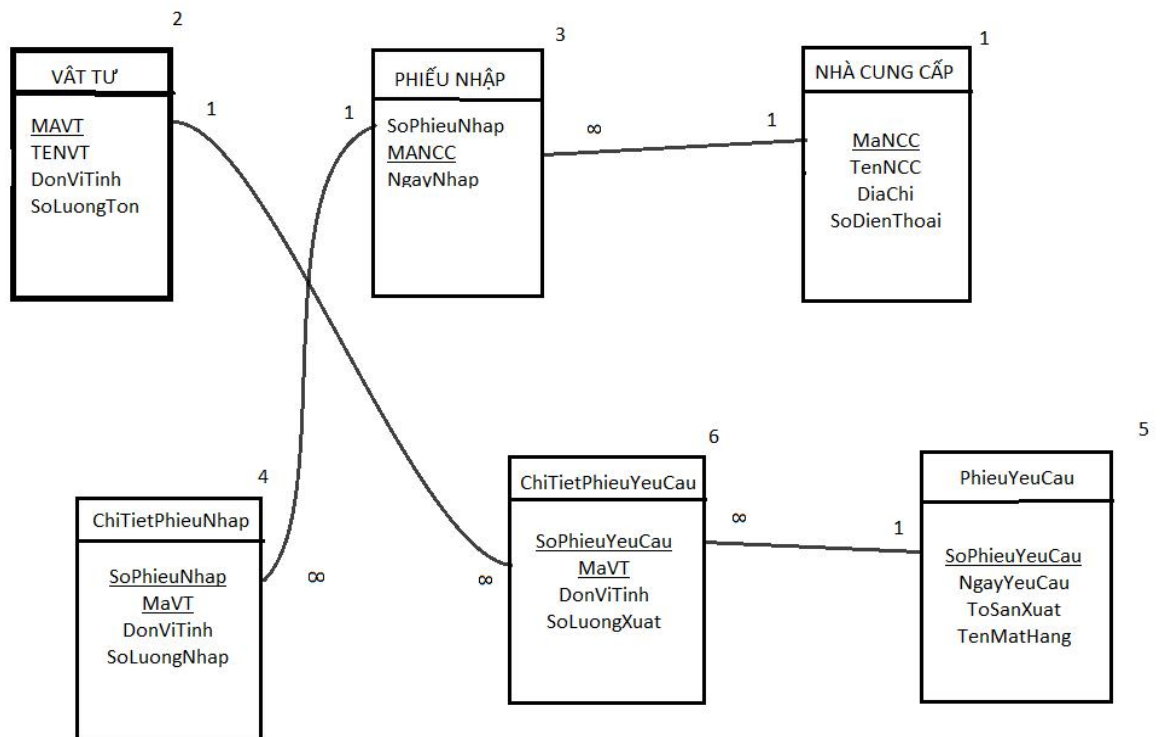 2
VÂT TƯ
MAVT
TENVT
DonViTinh
SoLuongTon
1
3
PHIẾU NHẬP
SoPhieuNhap
MANCC
NgayNhap
1
∞
1
1
NHÀ CUNG CẤP
MaNCC
TenNCC
DiaChi
SoDienThoai
4
ChiTietPhieuNhap
SoPhieuNhap
MaVT
DonViTinh
SoLuongNhap
∞
6
ChiTietPhieuYeuCau
SoPhieuYeuCau
MaVT
DonViTinh
SoLuongXuat
∞
∞
1
5
PhieuYeuCau
SoPhieuYeuCau
NgayYeuCau
ToSanXuat
TenMatHang